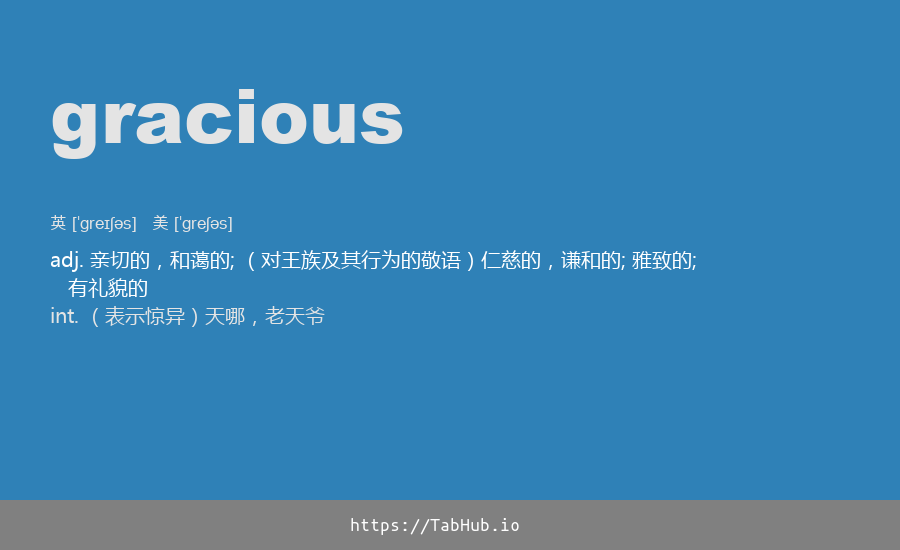 gracious
英 [ˈɡreɪʃəs] 美 [ˈɡreʃəs]
adj. 亲切的，和蔼的; （对王族及其行为的敬语）仁慈的，谦和的; 雅致的;
有礼貌的
int. （表示惊异）天哪，老天爷
https://TabHub.io